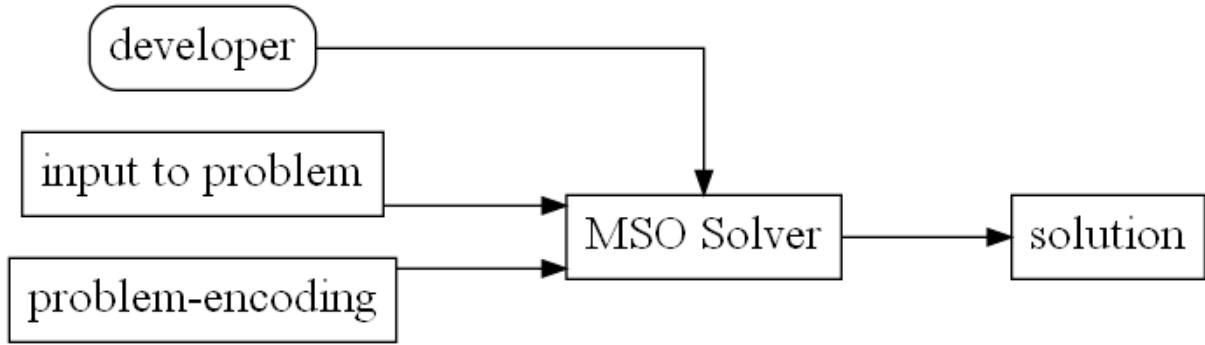 developer
input to problem
problem-encoding
MSO Solver
solution